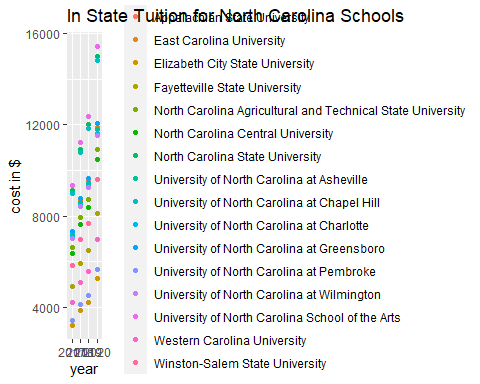 In State Tuition for North Carolina Schools
Appalachian State University
East Carolina University
Elizabeth City State University
Fayetteville State University
North Carolina Agricultural and Technical State University
North Carolina Central University
North Carolina State University
University of North Carolina at Asheville
University of North Carolina at Chapel Hill
University of North Carolina at Charlotte
University of North Carolina at Greensboro
University of North Carolina at Pembroke
University of North Carolina at Wilmington
University of North Carolina School of the Arts
Western Carolina University
Winston-Salem State University
cost in $
16000
12000
8000
4000
year